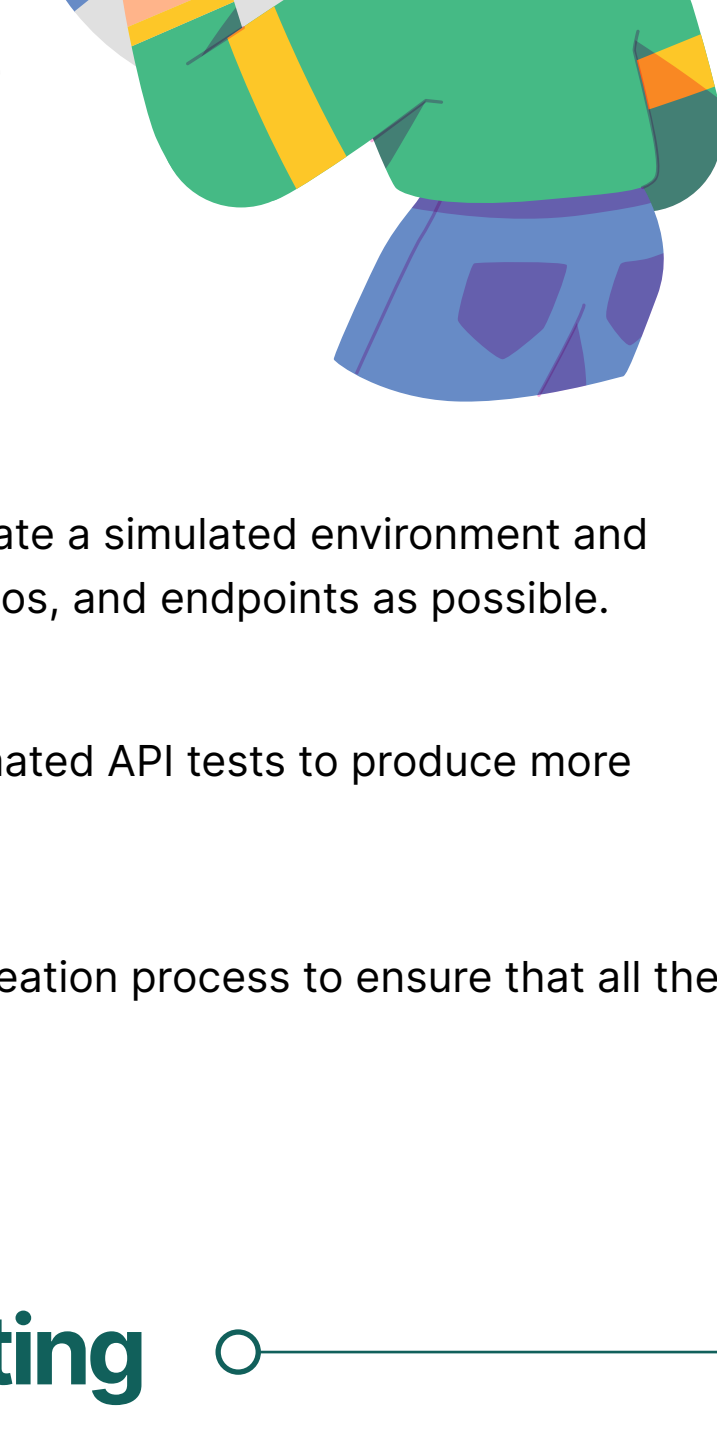 ate a simulated environment and
os, and endpoints as possible.
ated API tests to produce more
eation process to ensure that all the
ting